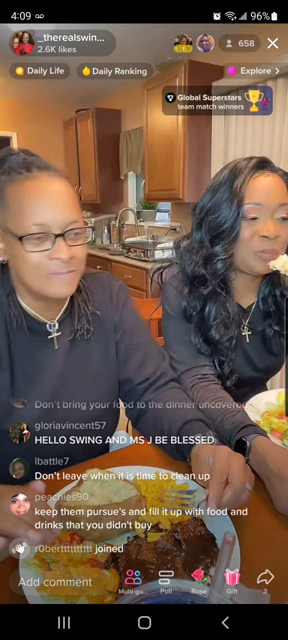 4:09
96%
_therealswin...
2.6K likes
658
Daily Life
Daily Ranking
Explore >
Global Superstars
team match winners
Don't bring your food to the dinner uncovered
gloriavincent57
HELLO SWING AND MS J BE BLESSED
lbattle7
Don't leave when it is time to clean up
peachies90
keep them pursue's and fill it up with food and
drinks that you didn't buy
r0berttttttttttt joined
Add comment
Multi-gu...
Poll
Rose
Gift
3